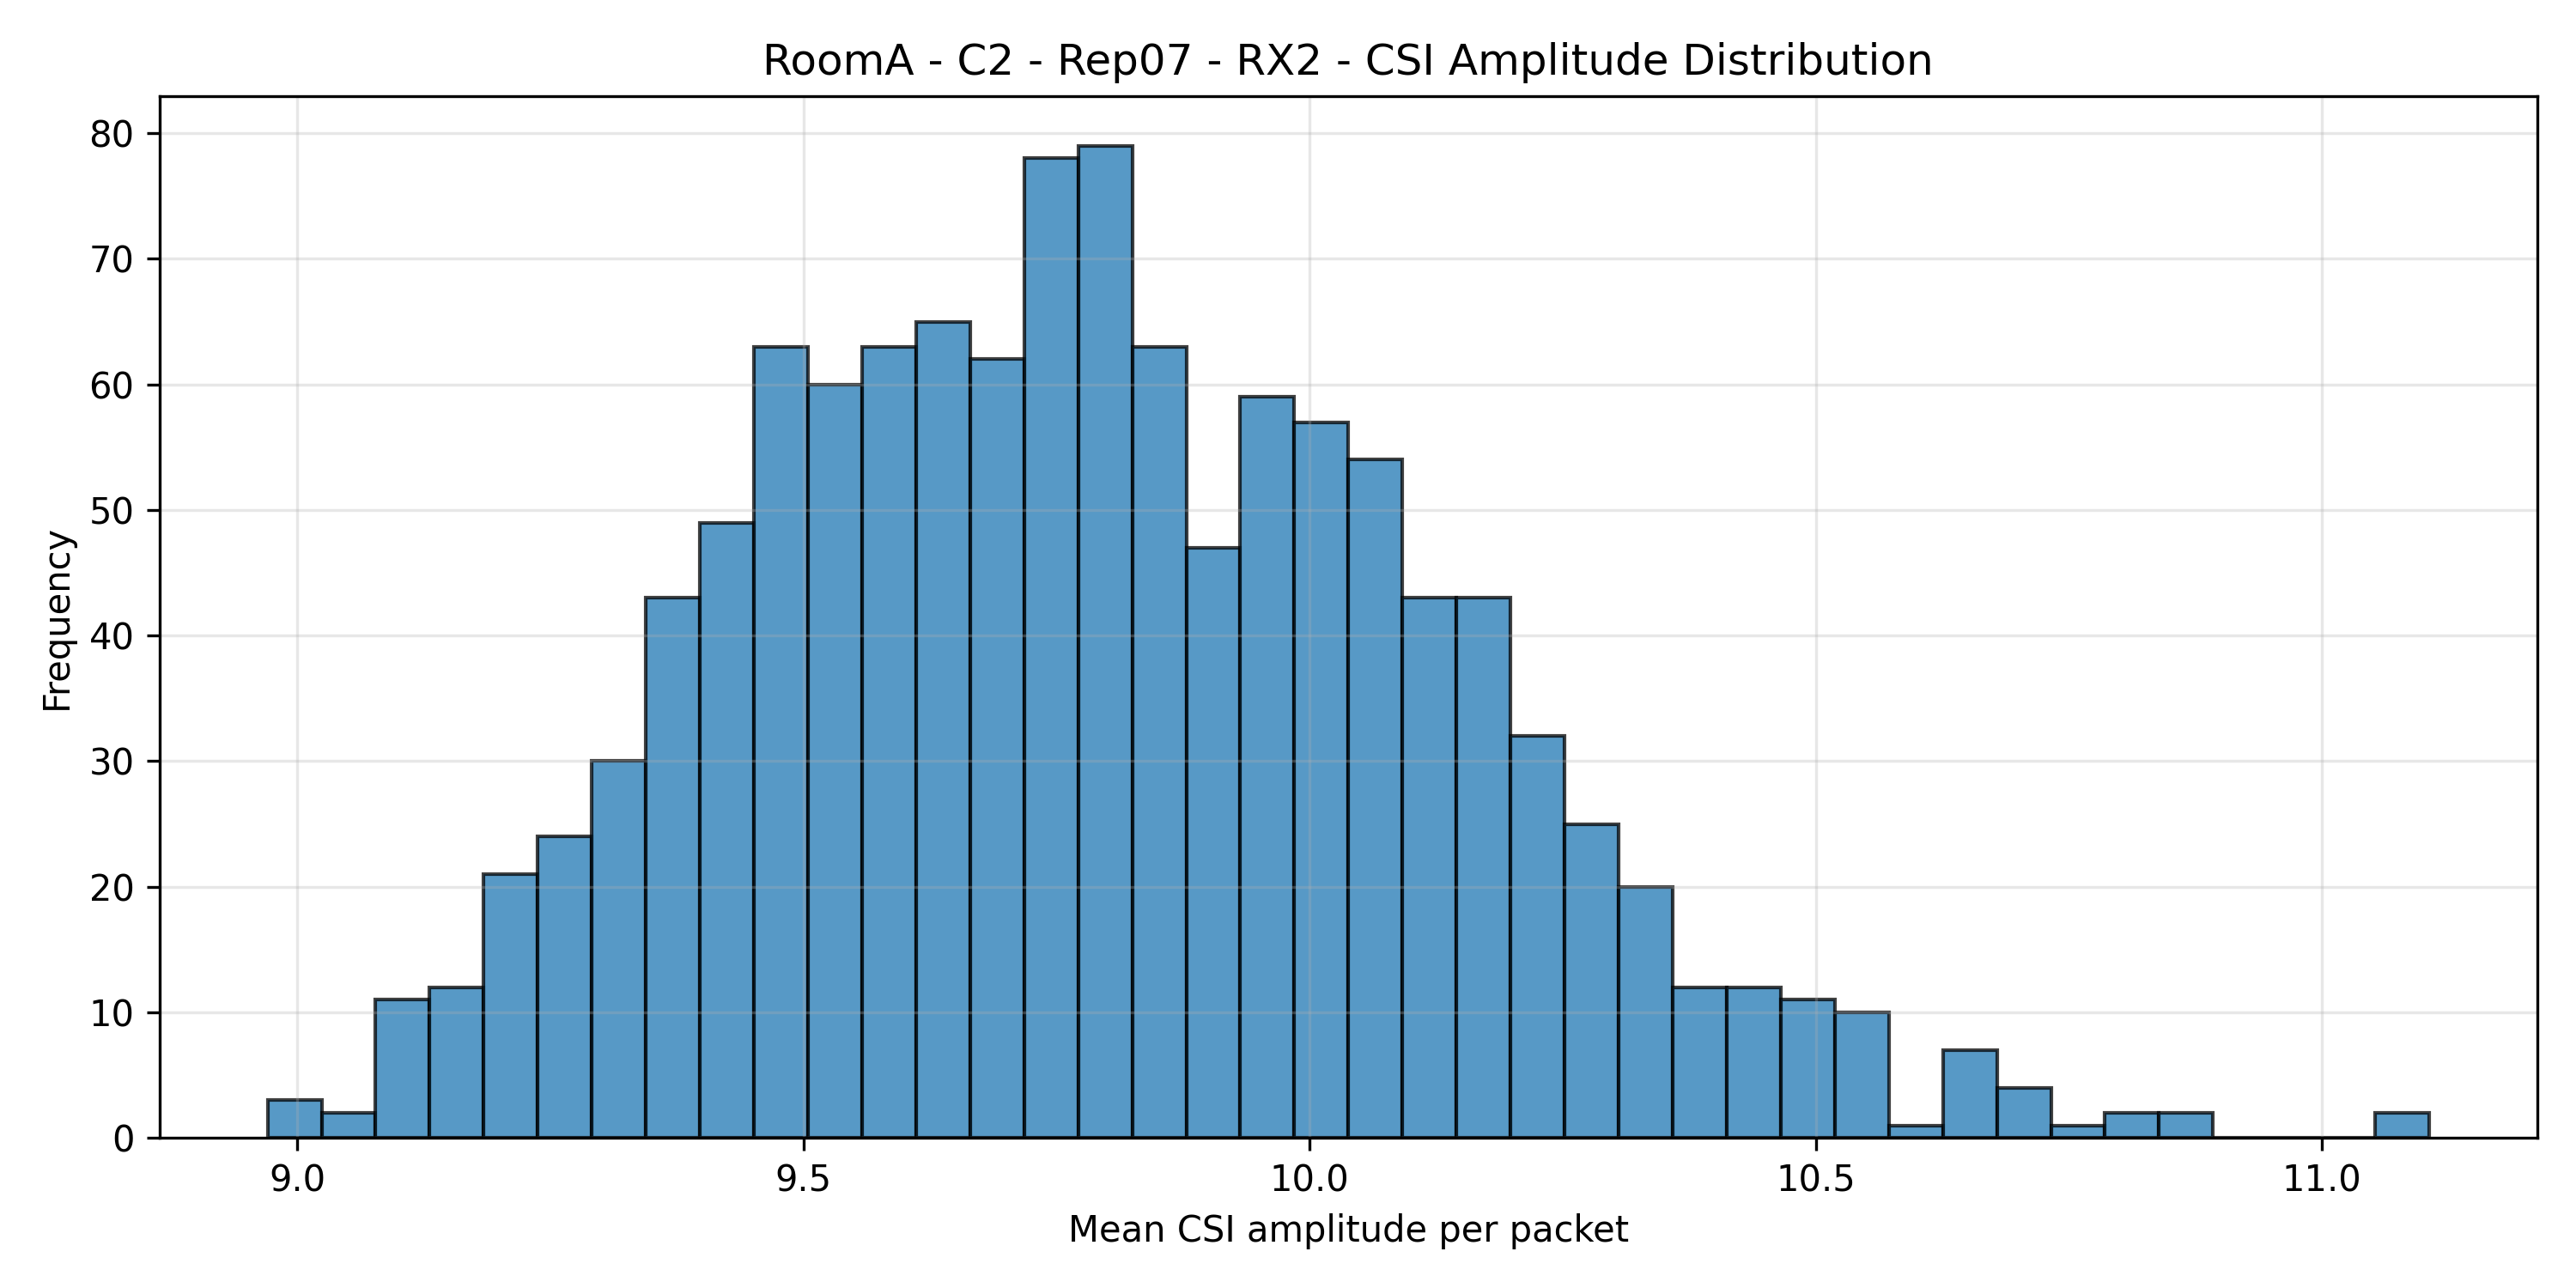 RoomA - C2 - Rep07 - RX2 - CSI Amplitude Distribution
80
70
60
50
40
30
20
10
0
Frequency
9.0 9.5 10.0 10.5 11.0
Mean CSI amplitude per packet